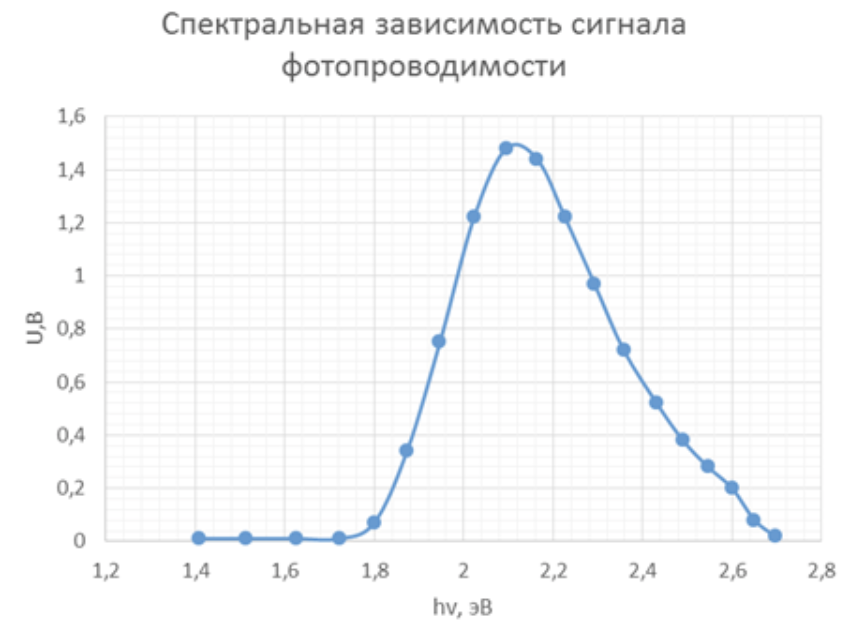 Спектральная зависимость сигнала
фотопроводимости
1,6
1,4
1,2
1
0,8
0,6
0,4
0,2
0
U,В
1,2 1,4 1,6 1,8 2 2,2 2,4 2,6 2,8
hv, эВ